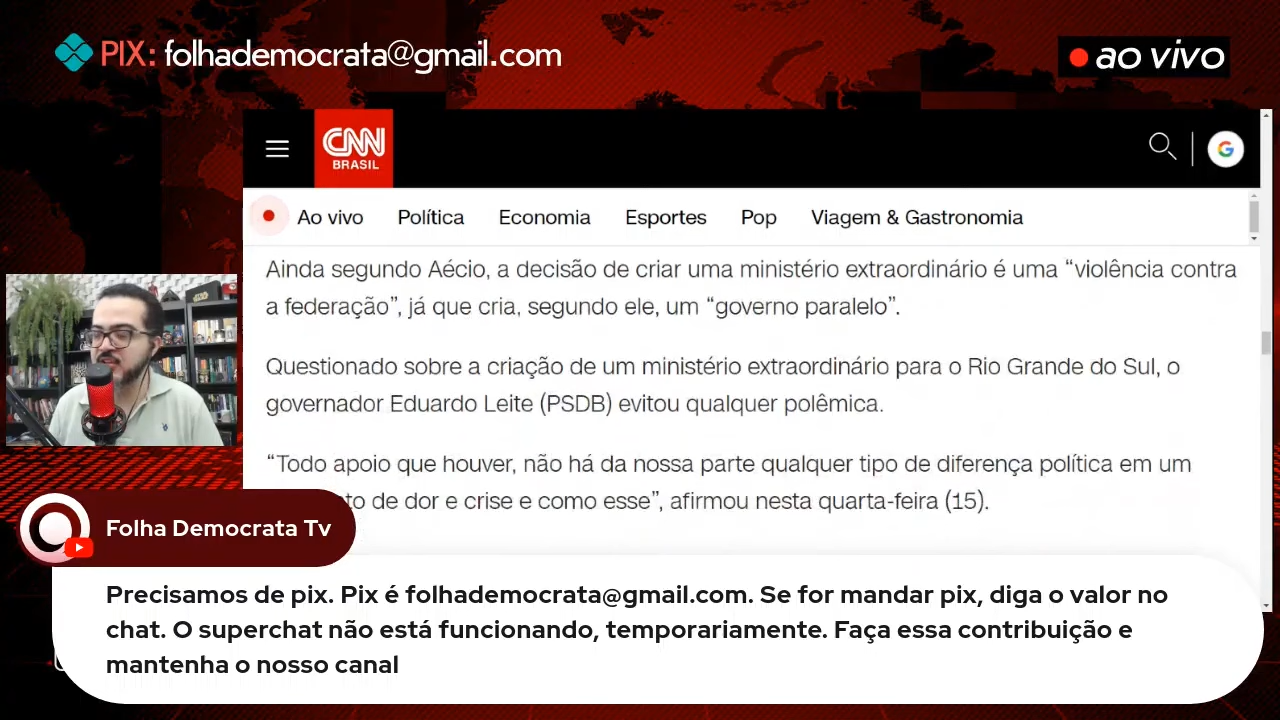 PIX: folhademocrata@gmail.com
ao vivo
CNN
BRASIL
Ao vivo Política Economia Esportes Pop Viagem & Gastronomia
Ainda segundo Aécio, a decisão de criar uma ministério extraordinário é uma “violência contra
a federação”, já que cria, segundo ele, um “governo paralelo”.
Questionado sobre a criação de um ministério extraordinário para o Rio Grande do Sul, o
governador Eduardo Leite (PSDB) evitou qualquer polêmica.
“Todo apoio que houver, não há da nossa parte qualquer tipo de diferença política em um
de dor e crise e como esse”, afirmou nesta quarta-feira (15).
Folha Democrata Tv
Precisamos de pix. Pix é folhademocrata@gmail.com. Se for mandar pix, diga o valor no
chat. O superchat não está funcionando, temporariamente. Faça essa contribuição e
mantenha o nosso canal